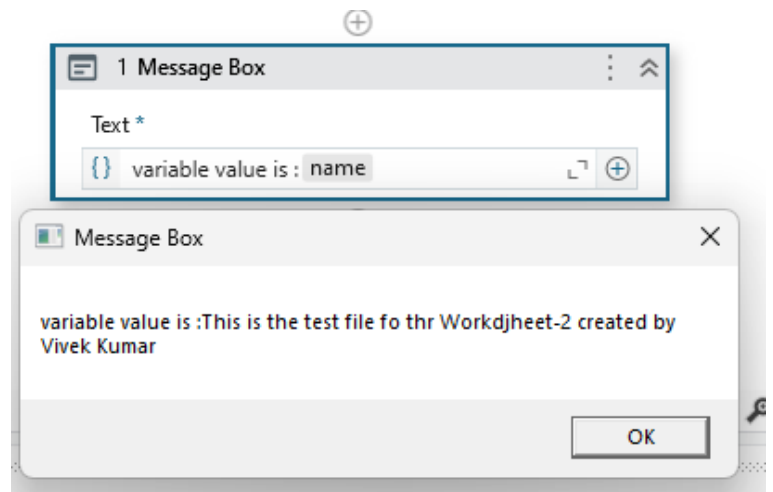 1 Message Box
Text *
{} variable value is : name
Message Box
variable value is :This is the test file fo thr Workdjheet-2 created by
Vivek Kumar
OK